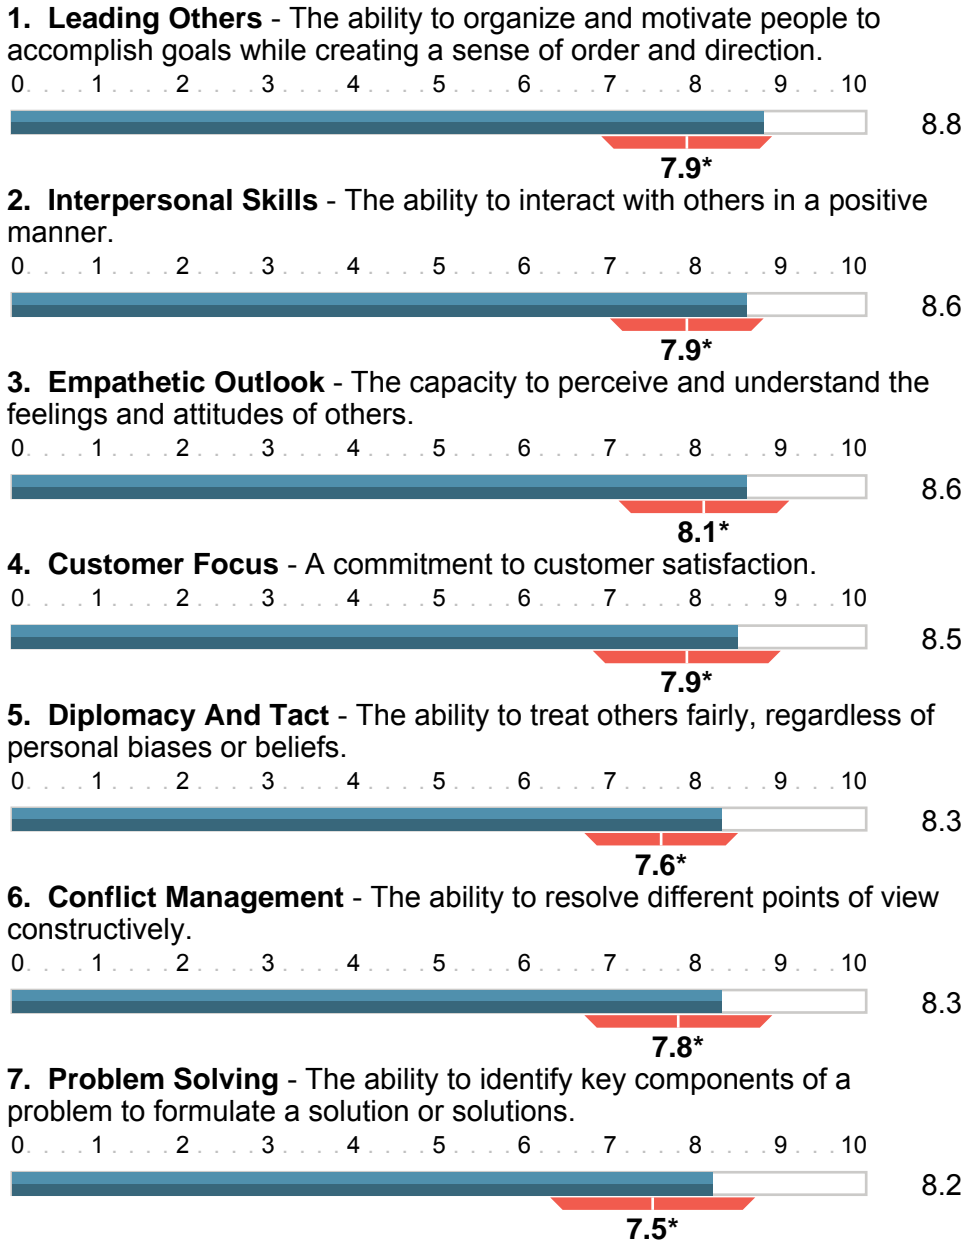 1. Leading Others - The ability to organize and motivate people to
accomplish goals while creating a sense of order and direction.
0. . . . 1 . . . . 2 . . . . 3 . . . . 4 . . . . 5 . . . . 6 . . . . 7 . . . . 8 . . . . 9 . . . 10
8.8
7.9*
2. Interpersonal Skills - The ability to interact with others in a positive
manner.
0. . . . 1 . . . . 2 . . . . 3 . . . . 4 . . . . 5 . . . . 6 . . . . 7 . . . . 8 . . . . 9 . . . 10
8.6
7.9*
3. Empathetic Outlook - The capacity to perceive and understand the
feelings and attitudes of others.
0. . . . 1 . . . . 2 . . . . 3 . . . . 4 . . . . 5 . . . . 6 . . . . 7 . . . . 8 . . . . 9 . . . 10
8.6
8.1*
4. Customer Focus - A commitment to customer satisfaction.
0. . . . 1 . . . . 2 . . . . 3 . . . . 4 . . . . 5 . . . . 6 . . . . 7 . . . . 8 . . . . 9 . . . 10
8.5
7.9*
5. Diplomacy And Tact - The ability to treat others fairly, regardless of
personal biases or beliefs.
0. . . . 1 . . . . 2 . . . . 3 . . . . 4 . . . . 5 . . . . 6 . . . . 7 . . . . 8 . . . . 9 . . . 10
8.3
7.6*
6. Conflict Management - The ability to resolve different points of view
constructively.
0. . . . 1 . . . . 2 . . . . 3 . . . . 4 . . . . 5 . . . . 6 . . . . 7 . . . . 8 . . . . 9 . . . 10
8.3
7.8*
7. Problem Solving - The ability to identify key components of a
problem to formulate a solution or solutions.
0. . . . 1 . . . . 2 . . . . 3 . . . . 4 . . . . 5 . . . . 6 . . . . 7 . . . . 8 . . . . 9 . . . 10
8.2
7.5*